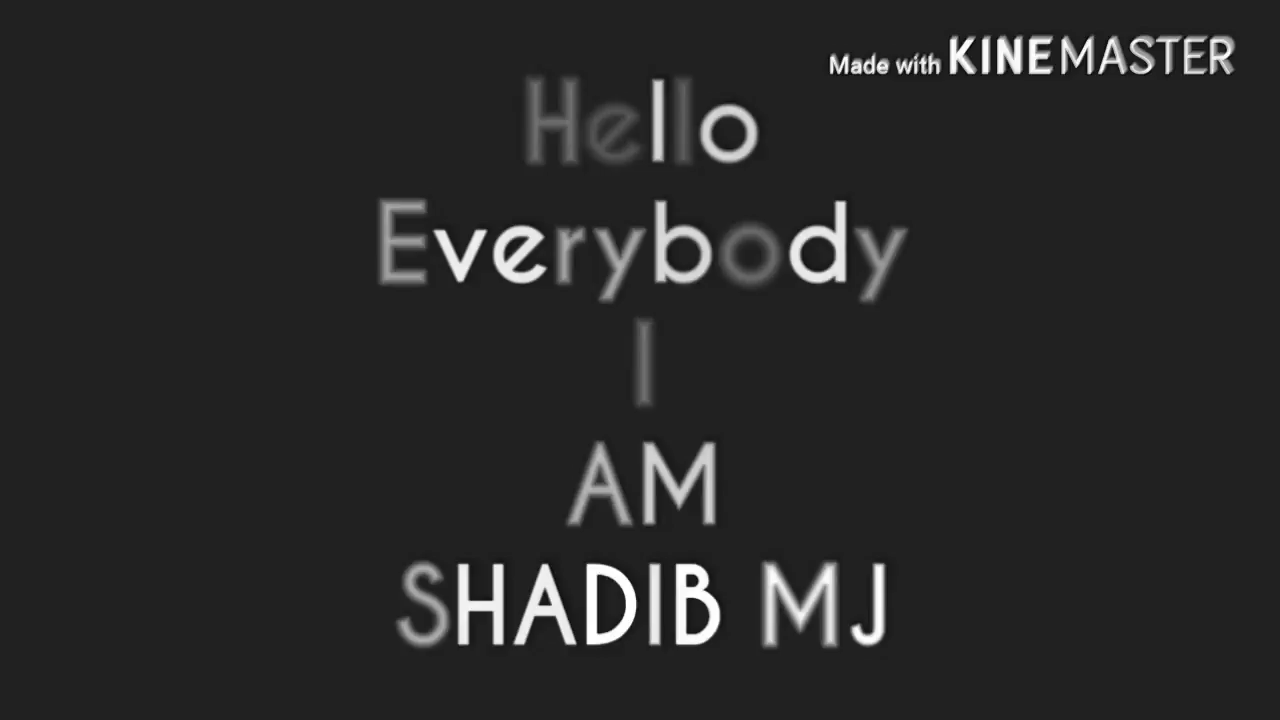 Made with KINEMASTER
Hello
Everybody
I
AM
SHADIB MJ